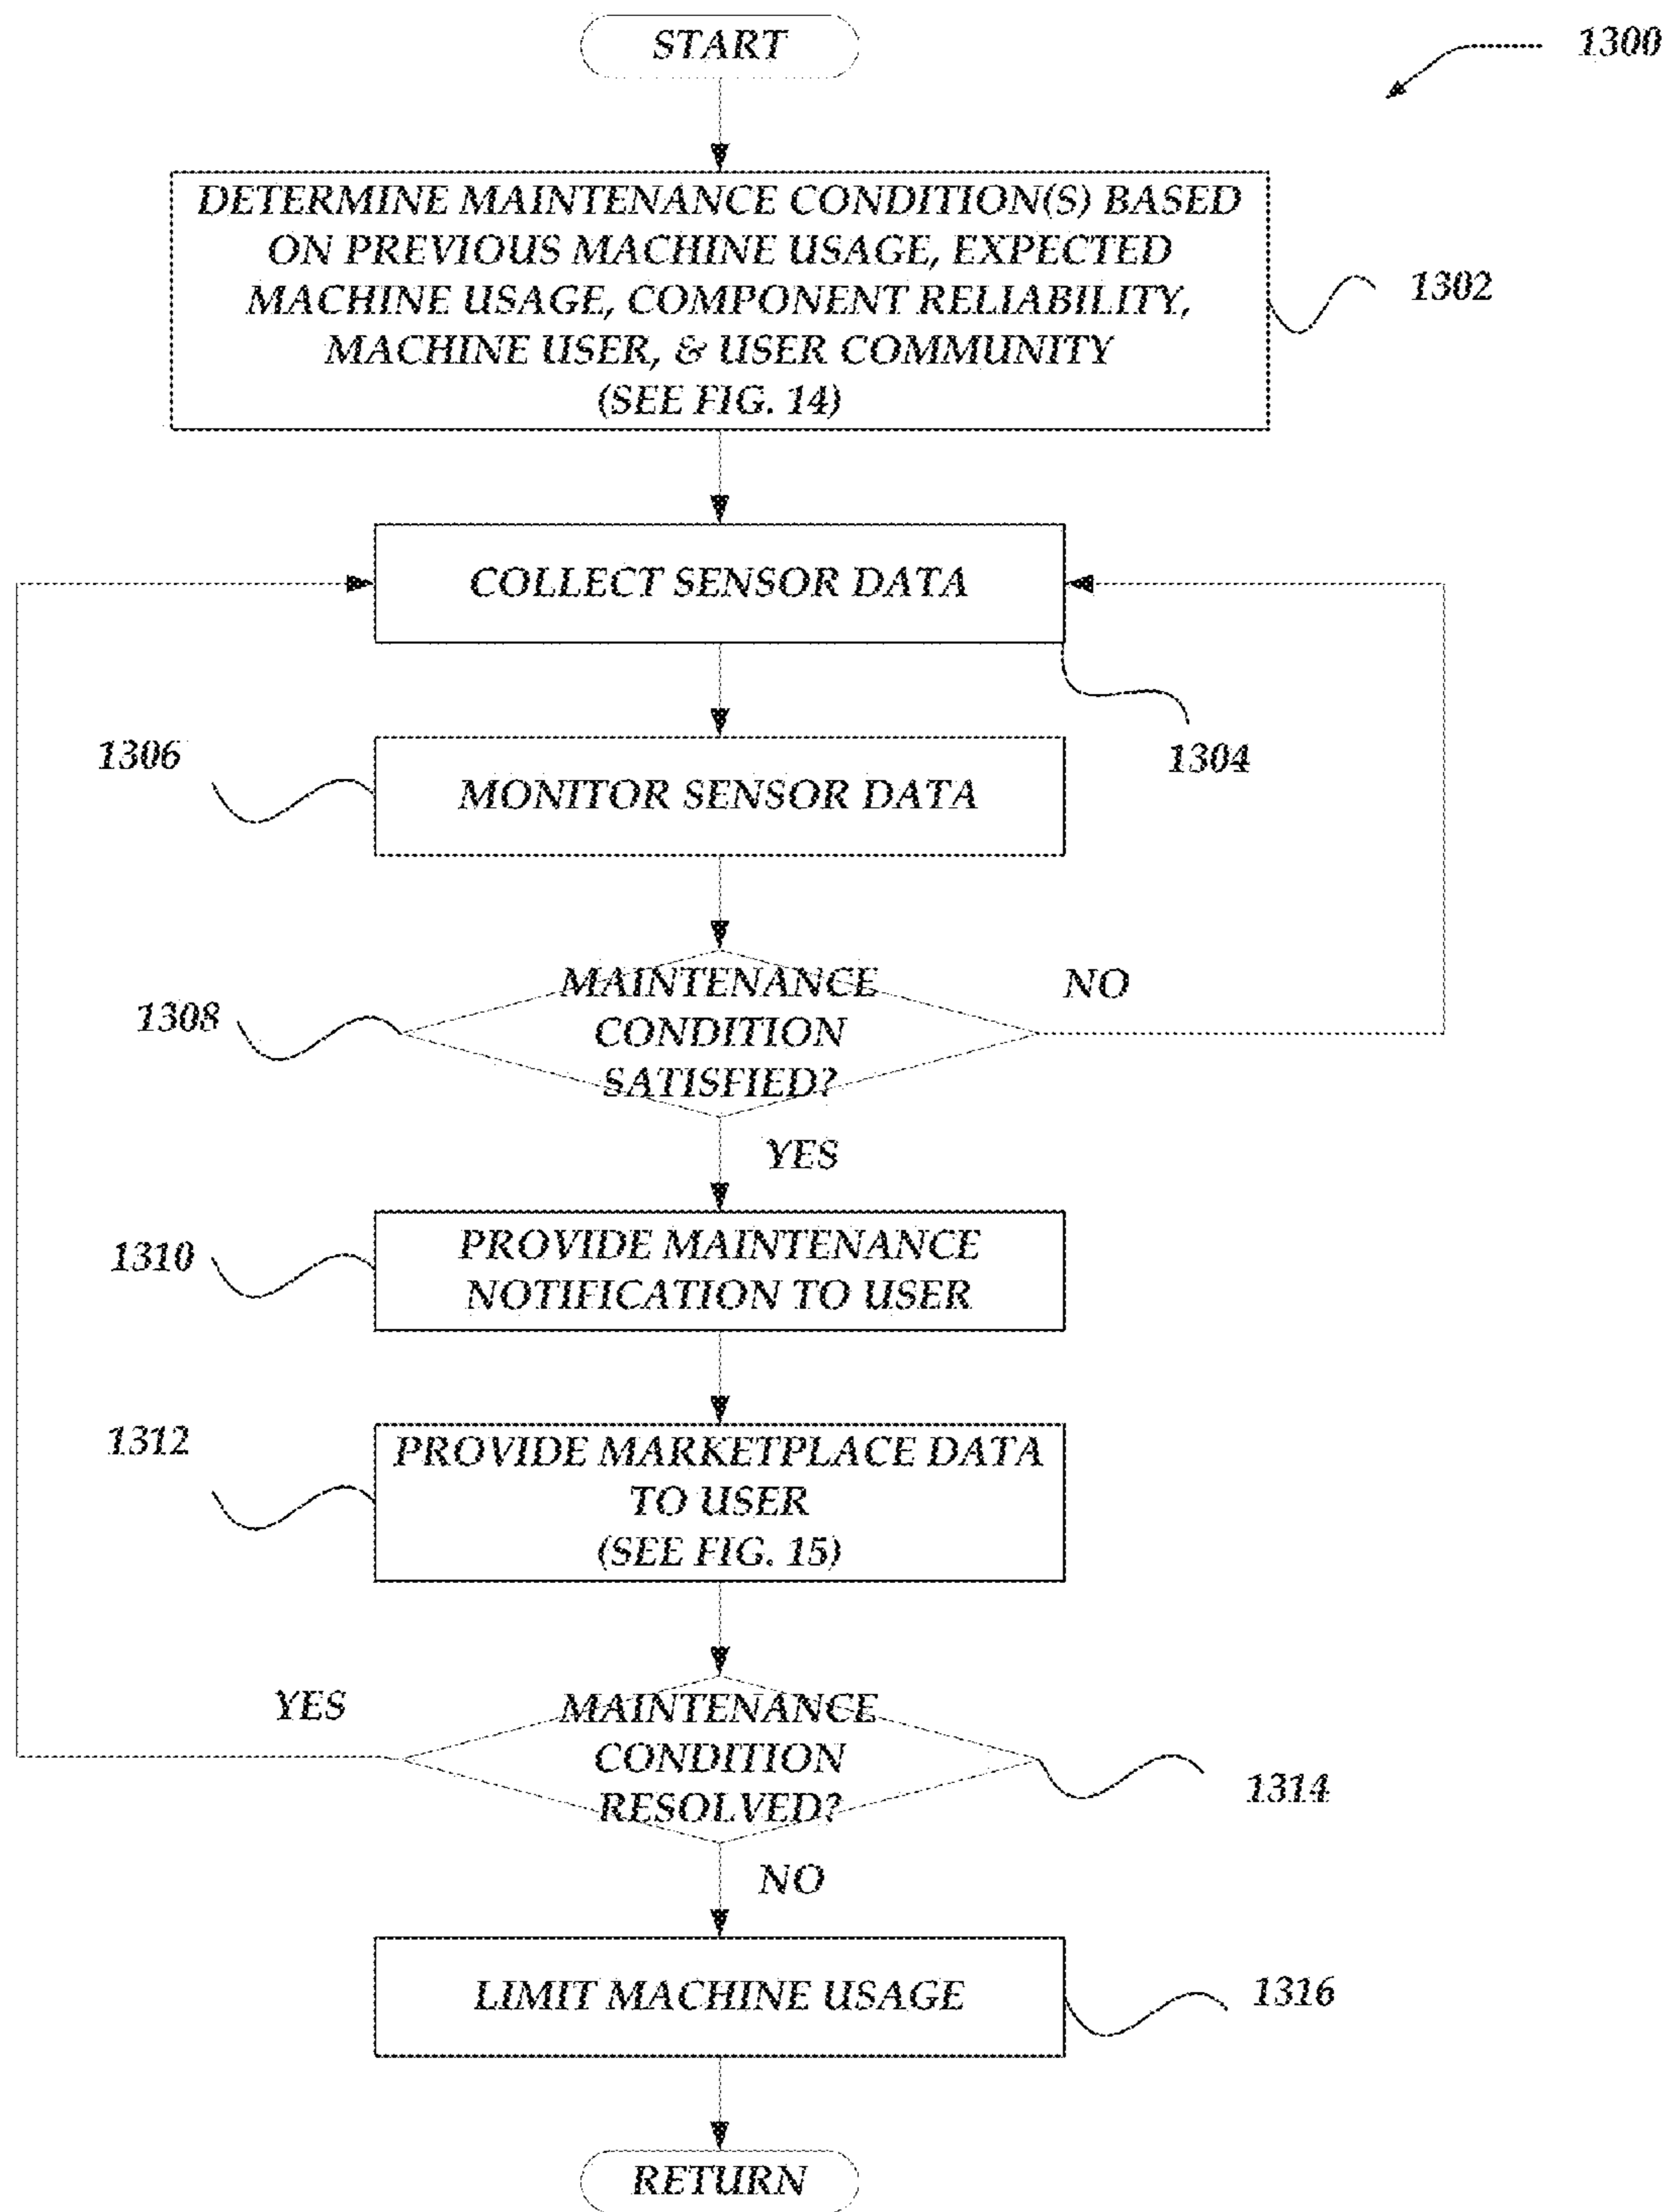 START
1300
DETERMINE MAINTENANCE CONDITION(S) BASED
ON PREVIOUS MACHINE USAGE, EXPECTED
MACHINE USAGE, COMPONENT RELIABILITY,
MACHINE USER, & USER COMMUNITY
(SEE FIG. 14)
1302
COLLECT SENSOR DATA
1304
1306
MONITOR SENSOR DATA
1308
MAINTENANCE
CONDITION
SATISFIED?
NO
YES
1310
PROVIDE MAINTENANCE
NOTIFICATION TO USER
1312
PROVIDE MARKETPLACE DATA
TO USER
(SEE FIG. 15)
YES
MAINTENANCE
CONDITION
RESOLVED?
1314
NO
LIMIT MACHINE USAGE
1316
RETURN